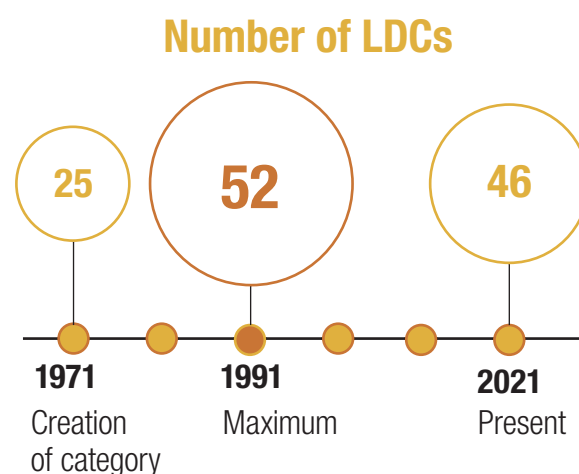 Number of LDCs
25
52
46
1971
1991
2021
Creation
of category
Maximum
Present